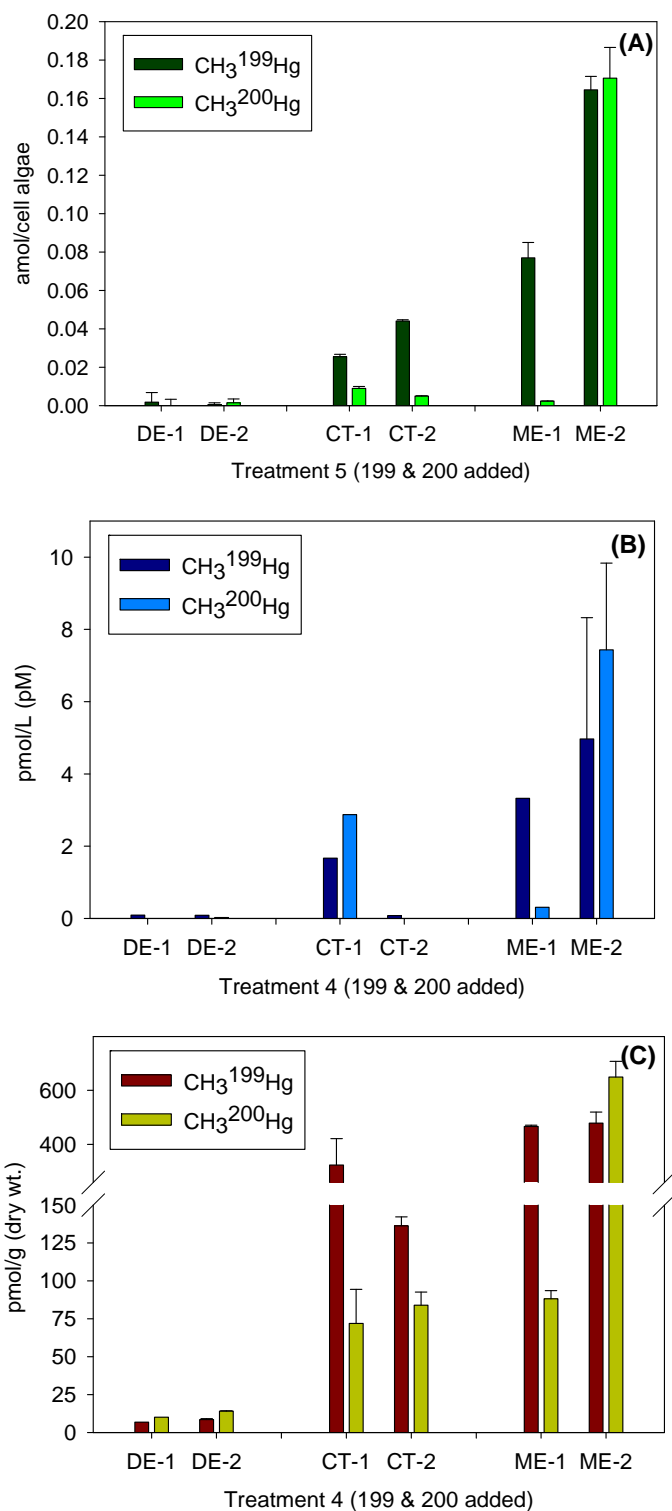 (A)
CH3199Hg
CH3200Hg
0.20
0.18
0.16
0.14
0.12
0.10
0.08
0.06
0.04
0.02
0.00
amol/cell algae
DE-1 DE-2 CT-1 CT-2 ME-1 ME-2
Treatment 5 (199 & 200 added)
(B)
CH3199Hg
CH3200Hg
10
8
6
4
2
0
pmol/L (pM)
DE-1 DE-2 CT-1 CT-2 ME-1 ME-2
Treatment 4 (199 & 200 added)
(C)
CH3199Hg
CH3200Hg
600
400
150
125
100
75
50
25
0
pmol/g (dry wt.)
DE-1 DE-2 CT-1 CT-2 ME-1 ME-2
Treatment 4 (199 & 200 added)